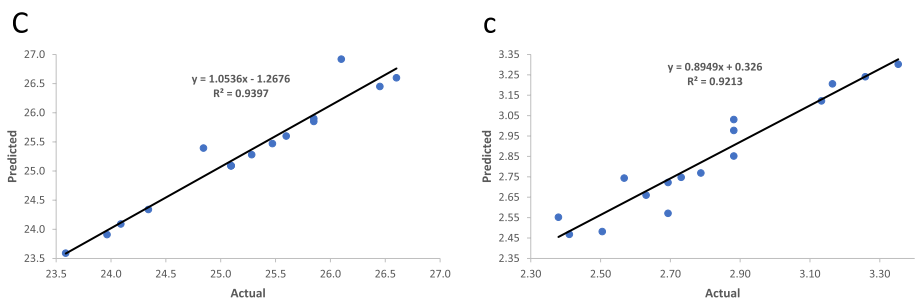 C
27.0
26.5
26.0
25.5
25.0
24.5
24.0
23.5
Predicted
y = 1.0536x - 1.2676
R² = 0.9397
23.5 24.0 24.5 25.0 25.5 26.0 26.5 27.0
Actual
c
3.35
3.25
3.15
3.05
2.95
2.85
2.75
2.65
2.55
2.45
2.35
Predicted
y = 0.8949x + 0.326
R² = 0.9213
2.30 2.50 2.70 2.90 3.10 3.30
Actual